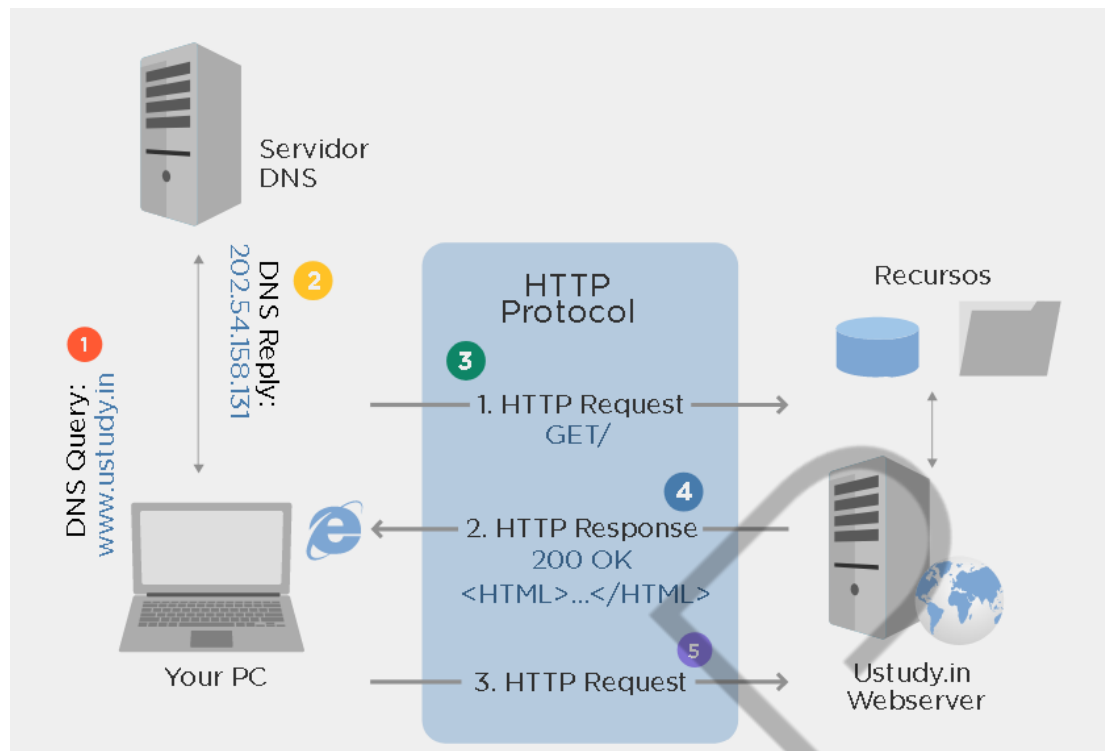 Servidor
DNS
1
DNS Query:
www.ustudy.in
2
DNS Reply:
202.54.158.131
HTTP
Protocol
3
1. HTTP Request
GET/
4
2. HTTP Response
200 OK
<HTML>...</HTML>
5
3. HTTP Request
Recursos
e
Your PC
Ustudy.in
Webserver